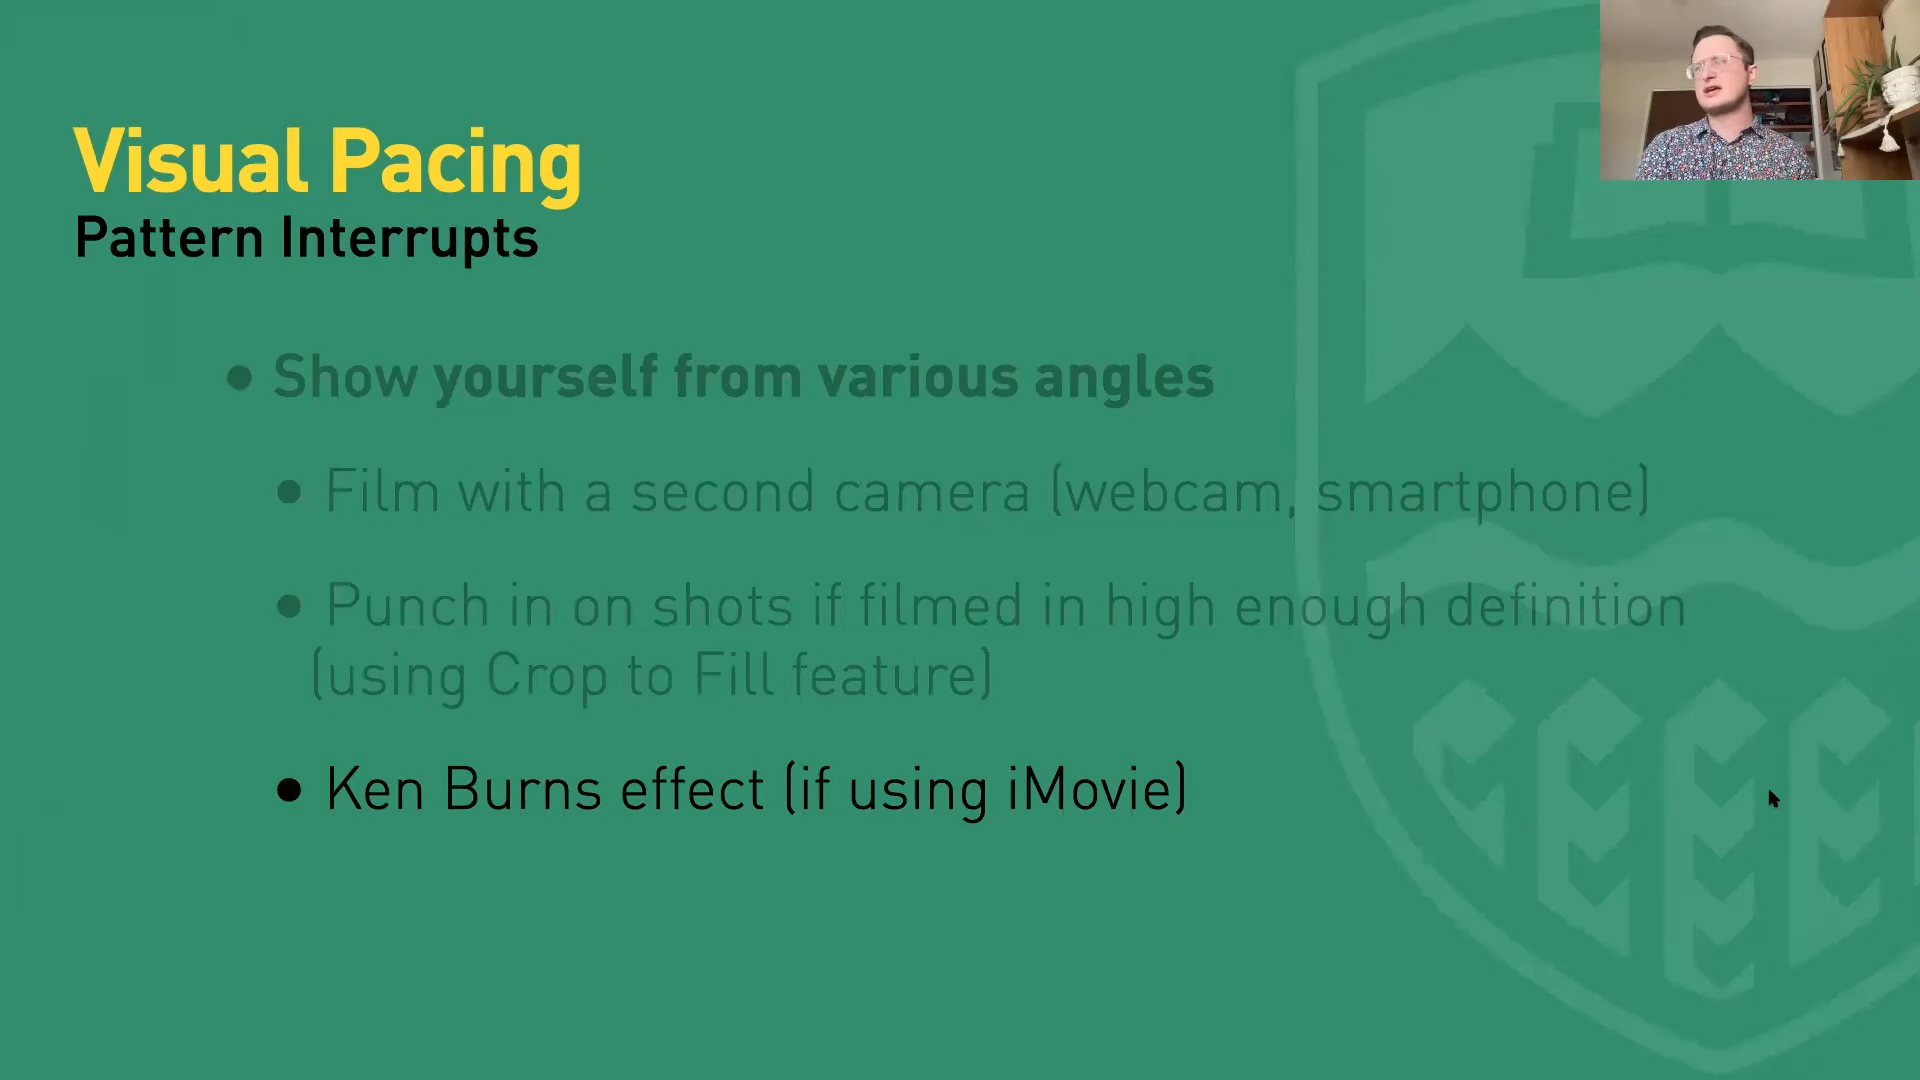 Visual Pacing
Pattern Interrupts
• Show yourself from various angles
• Film with a second camera (webcam, smartphone)
• Punch in on shots if filmed in high enough definition
(using Crop to Fill feature)
• Ken Burns effect (if using iMovie)